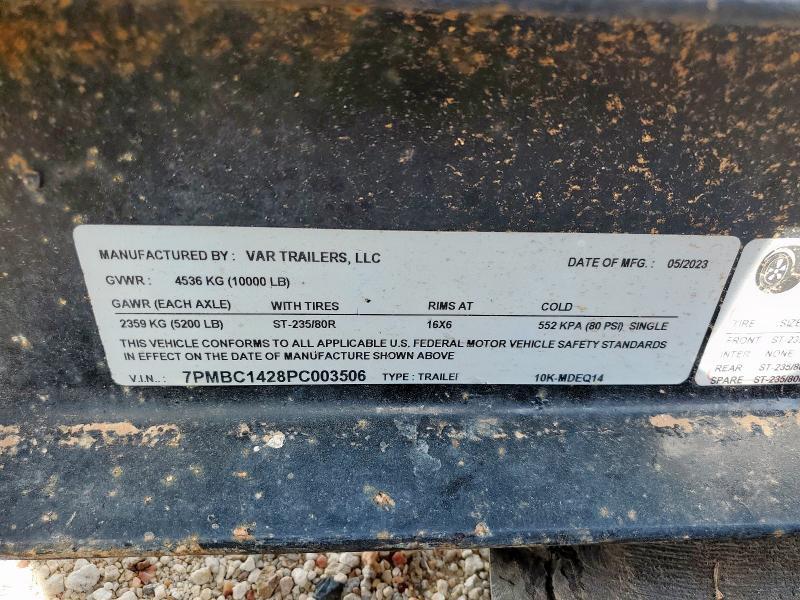 MANUFACTURED BY : VAR TRAILERS, LLC DATE OF MFG. : 05/2023
GVWR : 4536 KG (10000 LB)
GAWR (EACH AXLE) WITH TIRES RIMS AT COLD
2359 KG (5200 LB) ST-235/80R 16X6 552 KPA (80 PSI) SINGLE
THIS VEHICLE CONFORMS TO ALL APPLICABLE U.S. FEDERAL MOTOR VEHICLE SAFETY STANDARDS
IN EFFECT ON THE DATE OF MANUFACTURE SHOWN ABOVE
V.I.N.: 7PMBC1428PC003506 TYPE : TRAILER 10K-MDEQ14
TIRE SIZE
FRONT ST-235
INTER NONE
REAR ST-235/80
SPARE ST-235/80